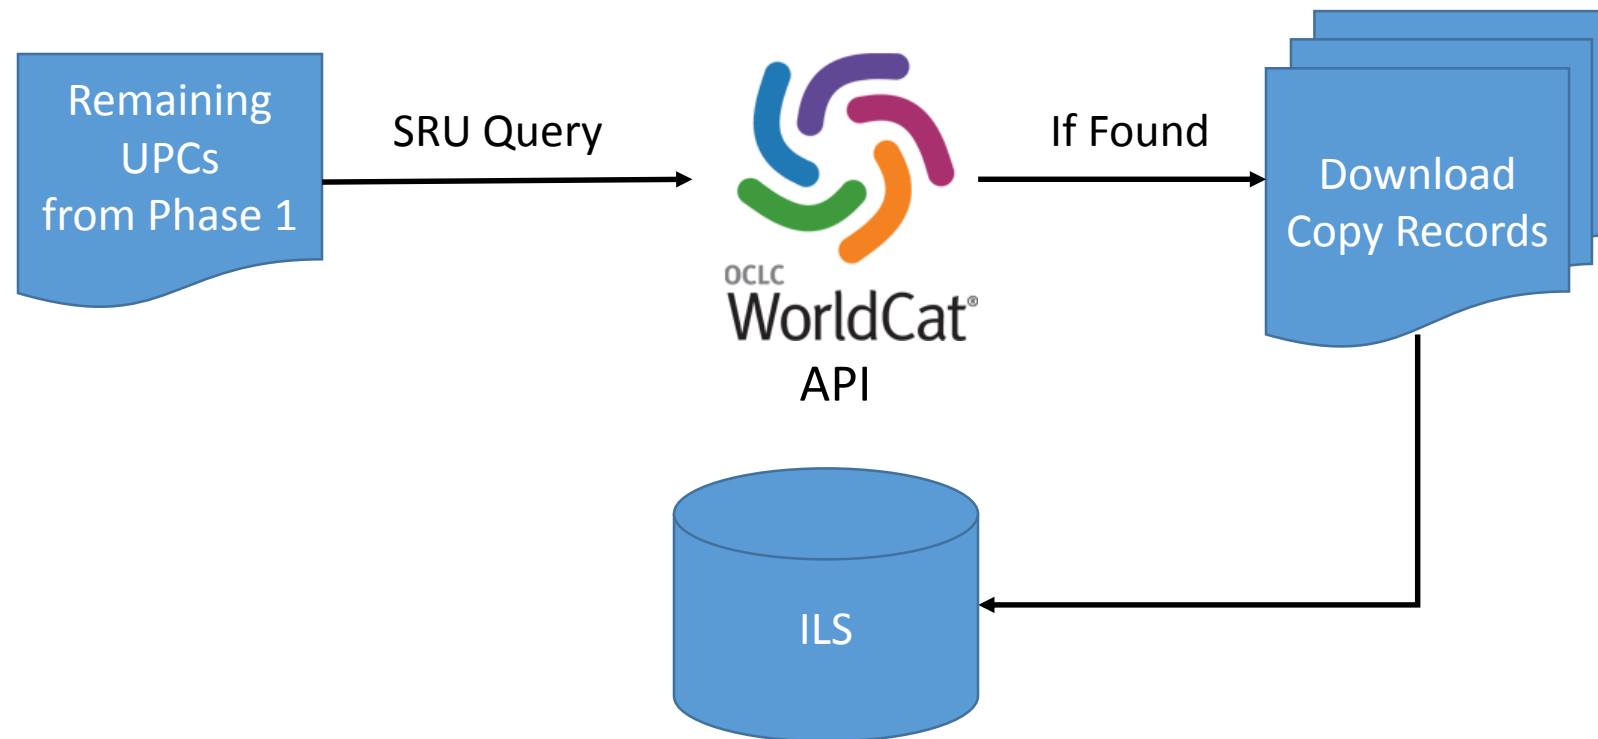 Remaining
UPCs
from Phase 1
SRU Query
OCLC
WorldCat®
API
If Found
Download
Copy Records
ILS